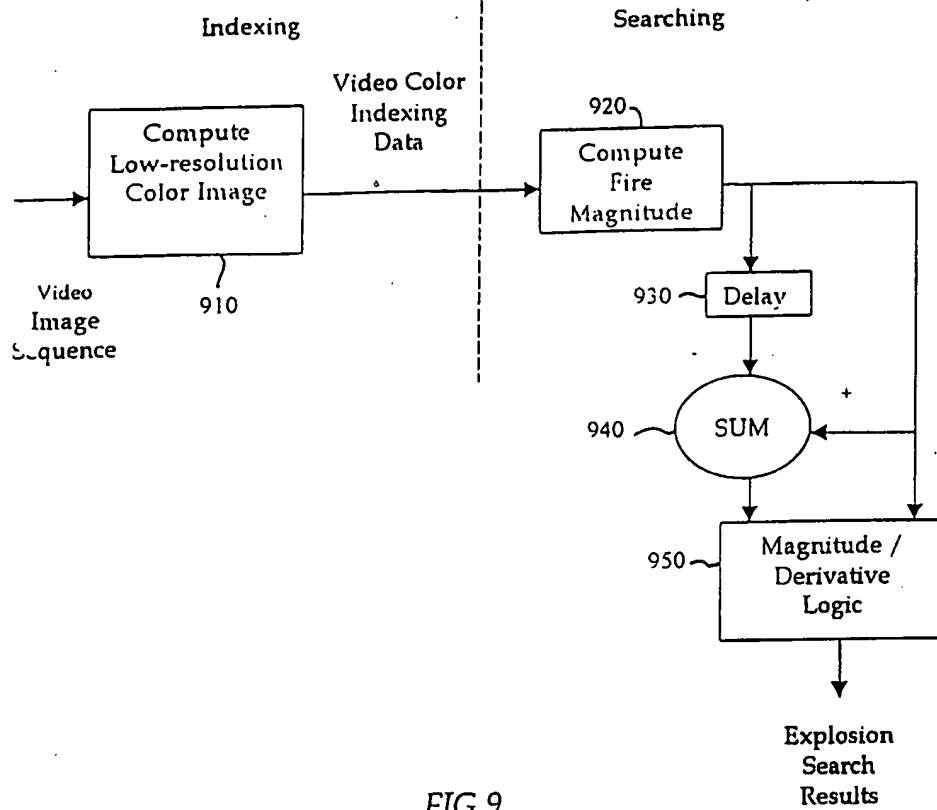 Indexing
Searching
Video Color
Indexing
Data
Compute
Low-resolution
Color Image
910
Video
Image
Sequence
920
Compute
Fire
Magnitude
930
Delay
+
940
SUM
950
Magnitude /
Derivative
Logic
Explosion
Search
Results
FIG 9